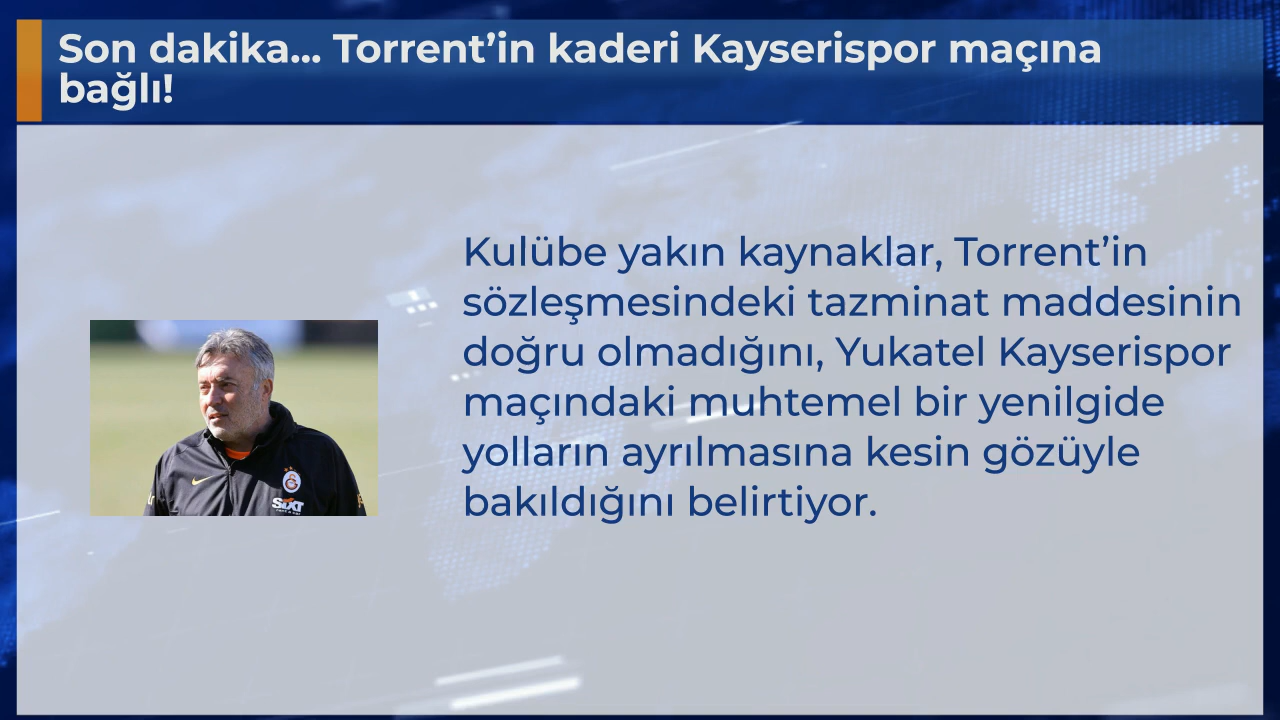 Son dakika... Torrent’in kaderi Kayserispor maçına
bağlı!
Kulübe yakın kaynaklar, Torrent’in
sözleşmesindeki tazminat maddesinin
doğru olmadığını, Yukatel Kayserispor
maçındaki muhtemel bir yenilgide
yolların ayrılmasına kesin gözüyle
bakıldığını belirtiyor.
SIXT